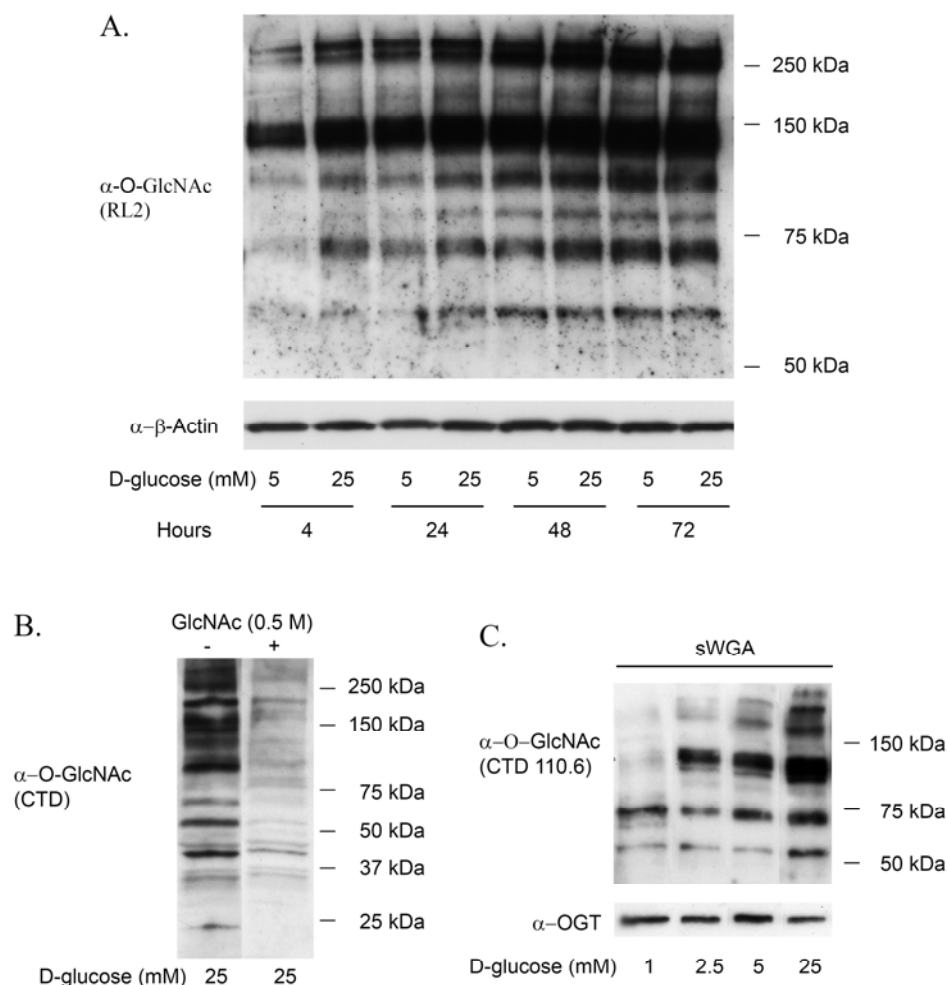 A.
250 kDa
150 kDa
α-O-GlcNAc
(RL2)
75 kDa
50 kDa
α–β-Actin
D-glucose (mM) 5 25 5 25 5 25 5 25
Hours 4 24 48 72
B.
GlcNAc (0.5 M)
- +
250 kDa
150 kDa
α–O-GlcNAc
(CTD)
75 kDa
50 kDa
37 kDa
25 kDa
D-glucose (mM) 25 25
C.
sWGA
α–O–GlcNAc
(CTD 110.6)
150 kDa
75 kDa
50 kDa
α–OGT
D-glucose (mM) 1 2.5 5 25